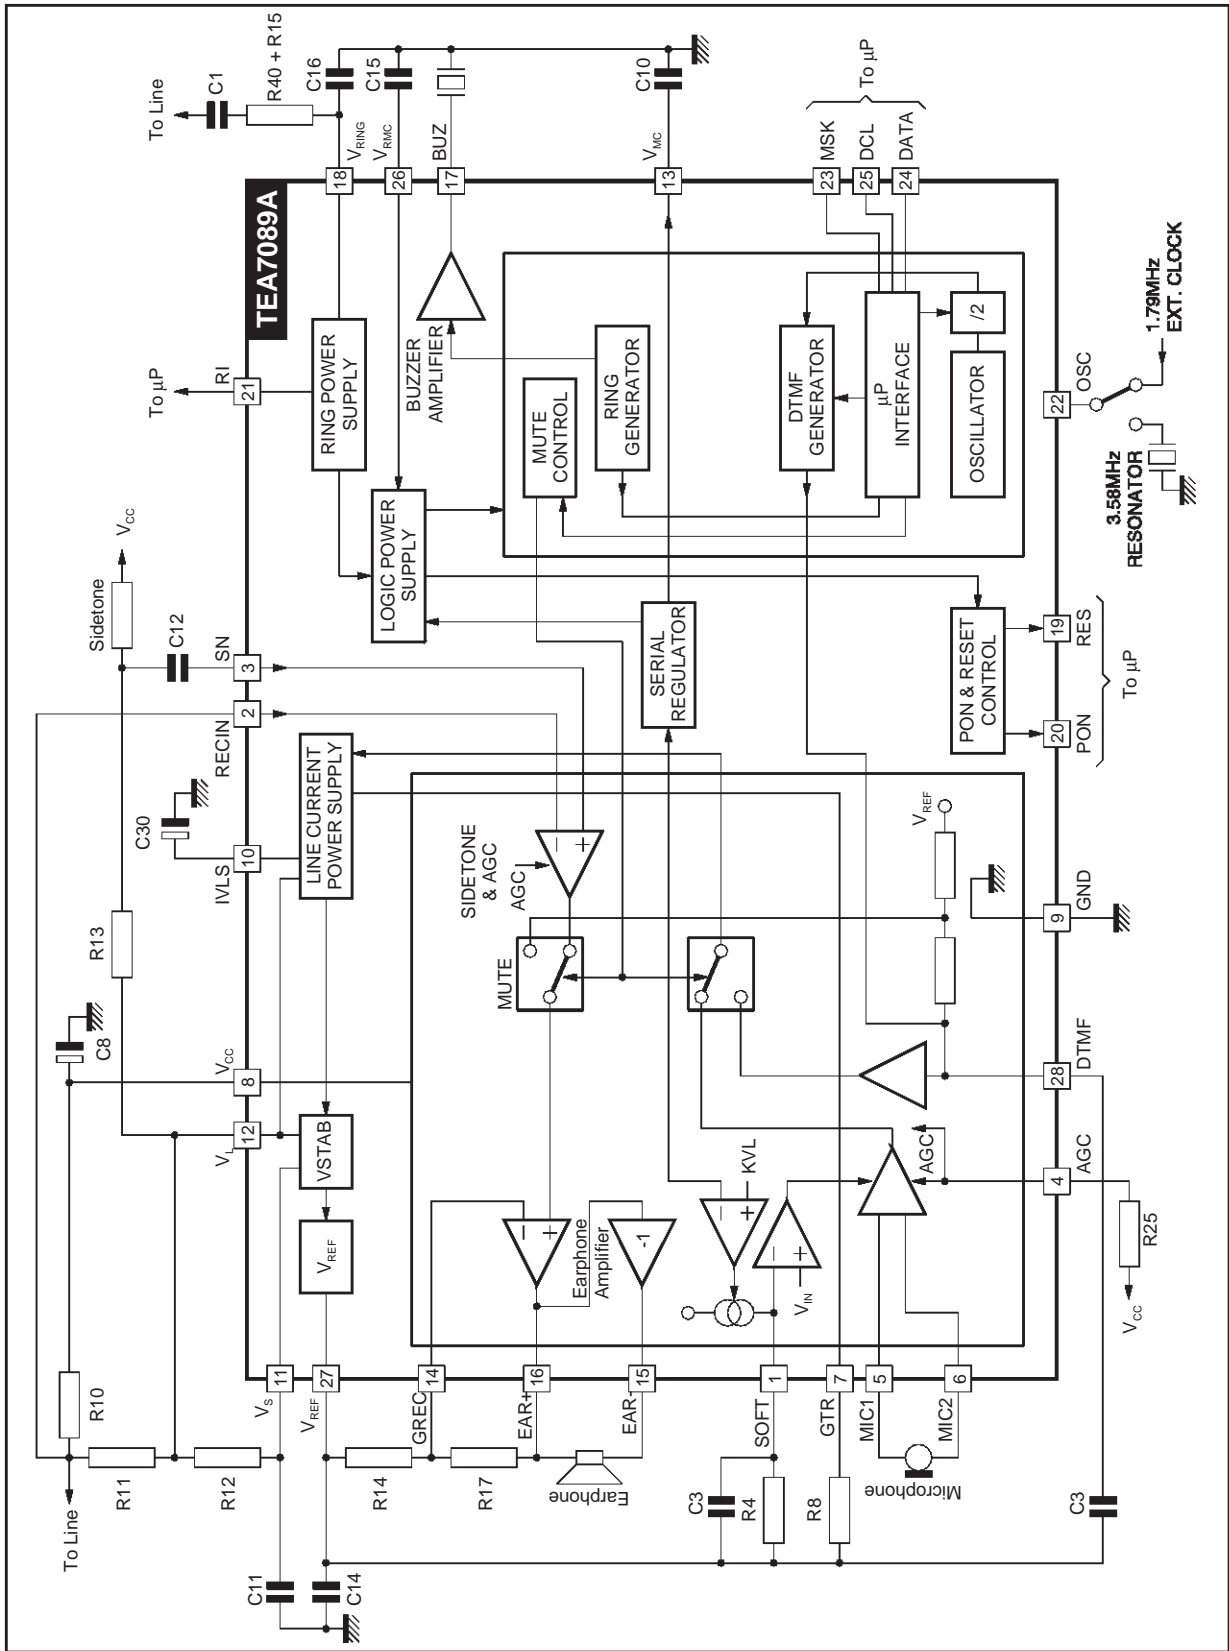 To Line
C1
R40 + R15
C16
C15
C10
V_RING
V_RMC
BUZ
V_MC
18
26
17
13
MSK
DCL
DATA
To µP
23
25
24
TEA7089A
To µP
RI
21
RING POWER
SUPPLY
BUZZER
AMPLIFIER
LOGIC POWER
SUPPLY
MUTE
CONTROL
RING
GENERATOR
DTMF
GENERATOR
µP
INTERFACE
OSCILLATOR
/2
22
OSC
1.79MHz
EXT. CLOCK
3.58MHz
RESONATOR
V_CC
Sidetone
C12
SN
3
2
RECIN
SERIAL
REGULATOR
PON & RESET
CONTROL
19
RES
20
PON
To µP
C30
IVLS
10
LINE CURRENT
POWER SUPPLY
SIDETONE
& AGC
AGC
−
+
MUTE
V_REF
9
GND
R13
C8
V_CC
8
V_L
12
VSTAB
V_REF
−
+
Earphone
Amplifier
-1
−
+
KVL
−
+
V_IN
AGC
28
DTMF
4
AGC
R25
V_CC
R10
R11
R12
To Line
V_S
11
V_REF
27
GREC
14
EAR+
16
EAR-
15
SOFT
1
GTR
7
MIC1
5
MIC2
6
R14
R17
Earphone
C3
R4
R8
Microphone
C3
C11
C14